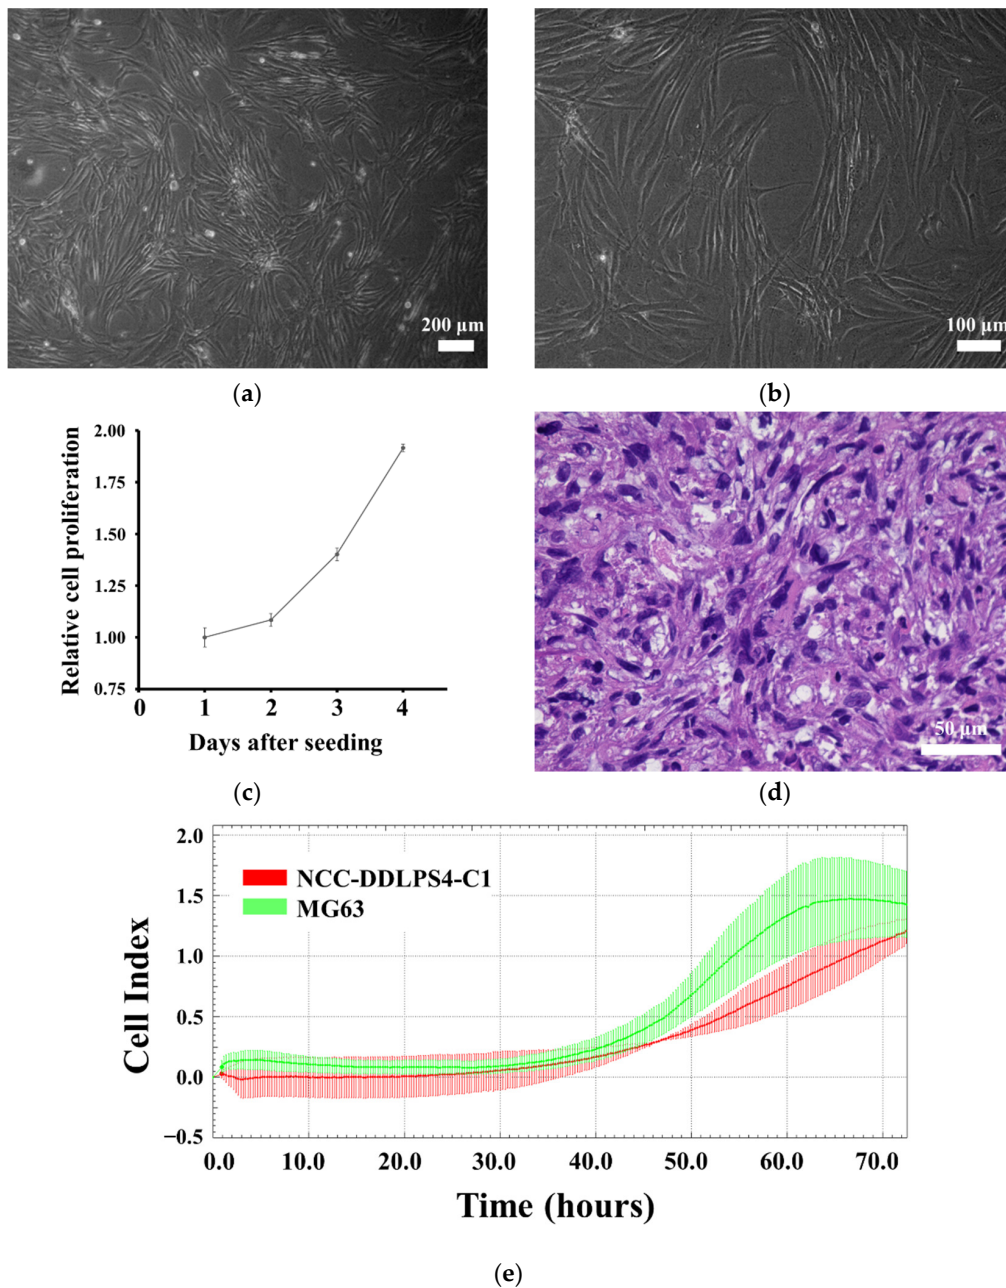 200 µm
100 µm
(a)
(b)
Relative cell proliferation
2.00
1.75
1.50
1.25
1.00
0.75
0
1
2
3
4
Days after seeding
50 µm
(c)
(d)
Cell Index
2.0
1.5
1.0
0.5
0.0
−0.5
NCC-DDLPS4-C1
MG63
0.0
10.0
20.0
30.0
40.0
50.0
60.0
70.0
Time (hours)
(e)